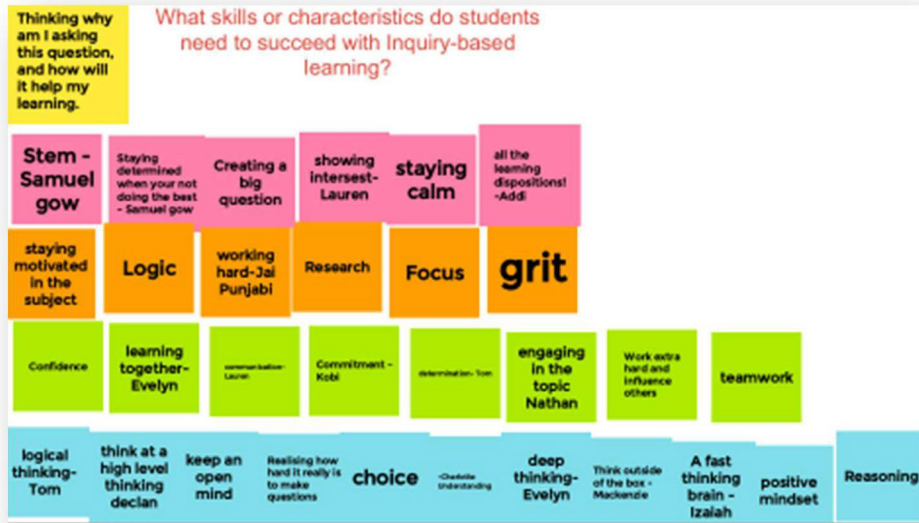 Thinking why
am I asking
this question,
and how will
it help my
learning.
What skills or characteristics do students
need to succeed with Inquiry-based
learning?
Stem -
Samuel
gow
Staying
determined
when your not
doing the best
- Samuel gow
Creating a
big
question
showing
intersest-
Lauren
staying
calm
all the
learning
dispositions!
-Addi
staying
motivated
in the
subject
Logic
working
hard-Jai
Punjabi
Research
Focus
grit
Confidence
learning
together-
Evelyn
communication-
Lauren
Commitment -
Kobi
determination- Tom
engaging
in the
topic
Nathan
Work extra
hard and
influence
others
teamwork
logical
thinking-
Tom
think at a
high level
thinking
declan
keep an
open
mind
Realising how
hard it really is
to make
questions
choice
-Charlotte
Understanding
deep
thinking-
Evelyn
Think outside
of the box -
Mackenzie
A fast
thinking
brain -
Izaiah
positive
mindset
Reasoning